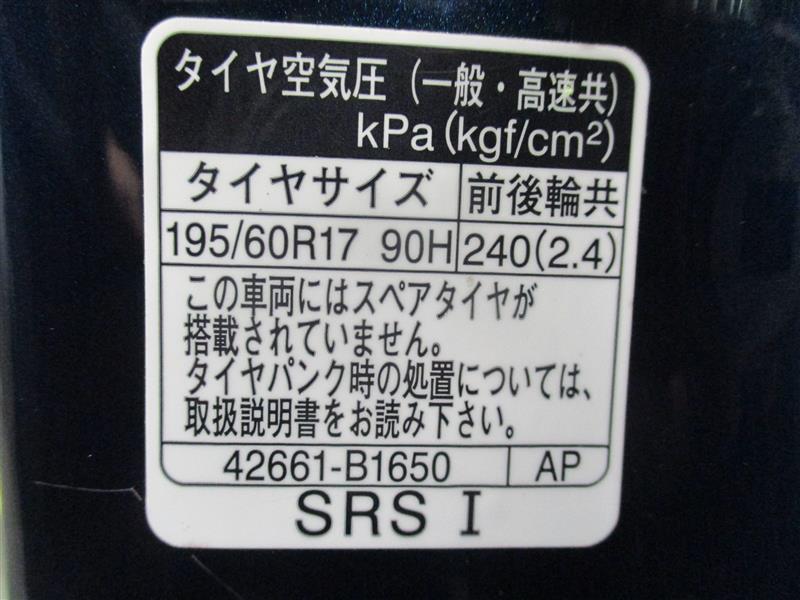 タイヤ空気圧(一般・高速共)
kPa(kgf/cm²)
タイヤサイズ 前後輪共
195/60R17 90H 240(2.4)
この車両にはスペアタイヤが
搭載されていません。
タイヤパンク時の処置については、
取扱説明書をお読み下さい。
42661-B1650 AP
SRS I